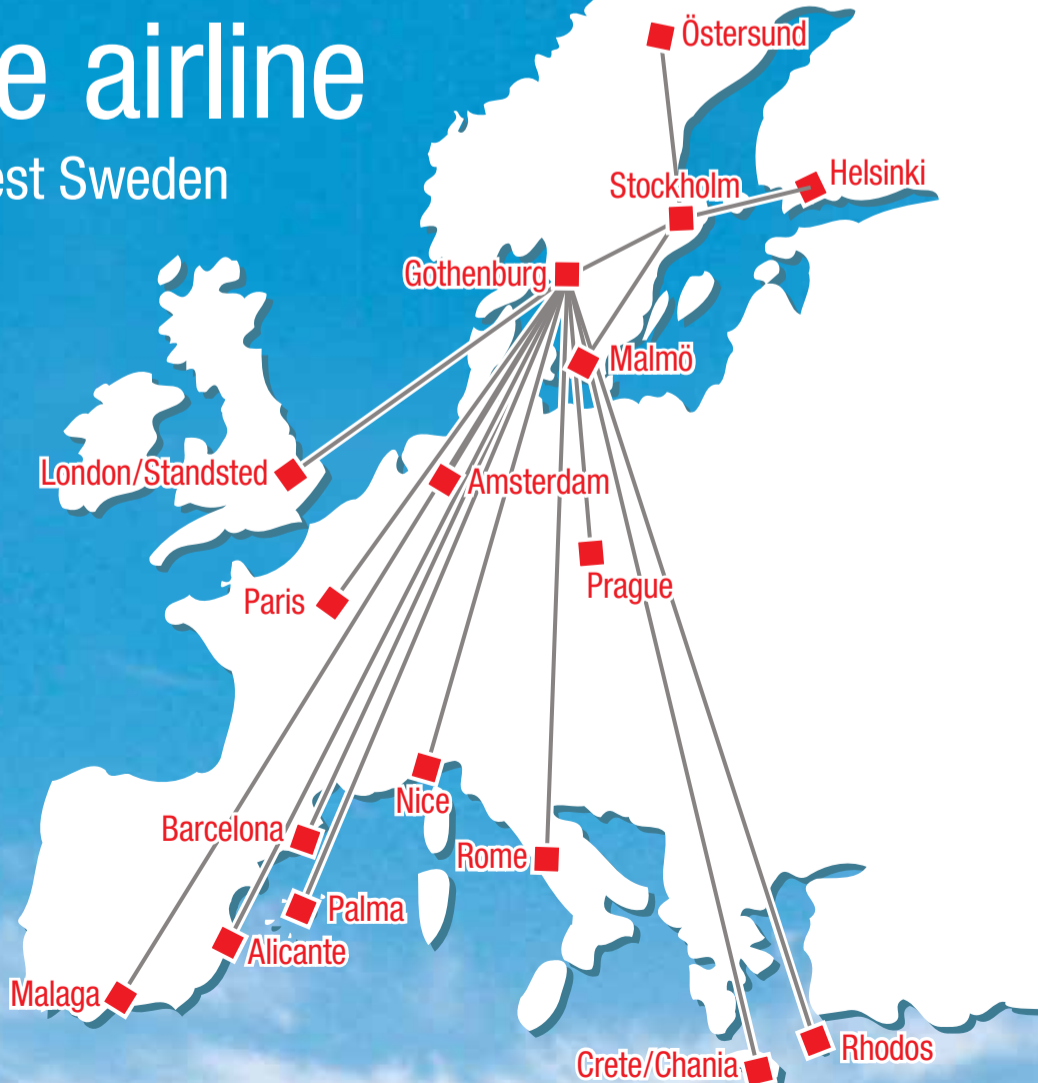 e airline
est Sweden
Östersund
Helsinki
Stockholm
Gothenburg
Malmö
London/Standsted
Amsterdam
Prague
Paris
Nice
Barcelona
Rome
Palma
Alicante
Malaga
Rhodos
Crete/Chania